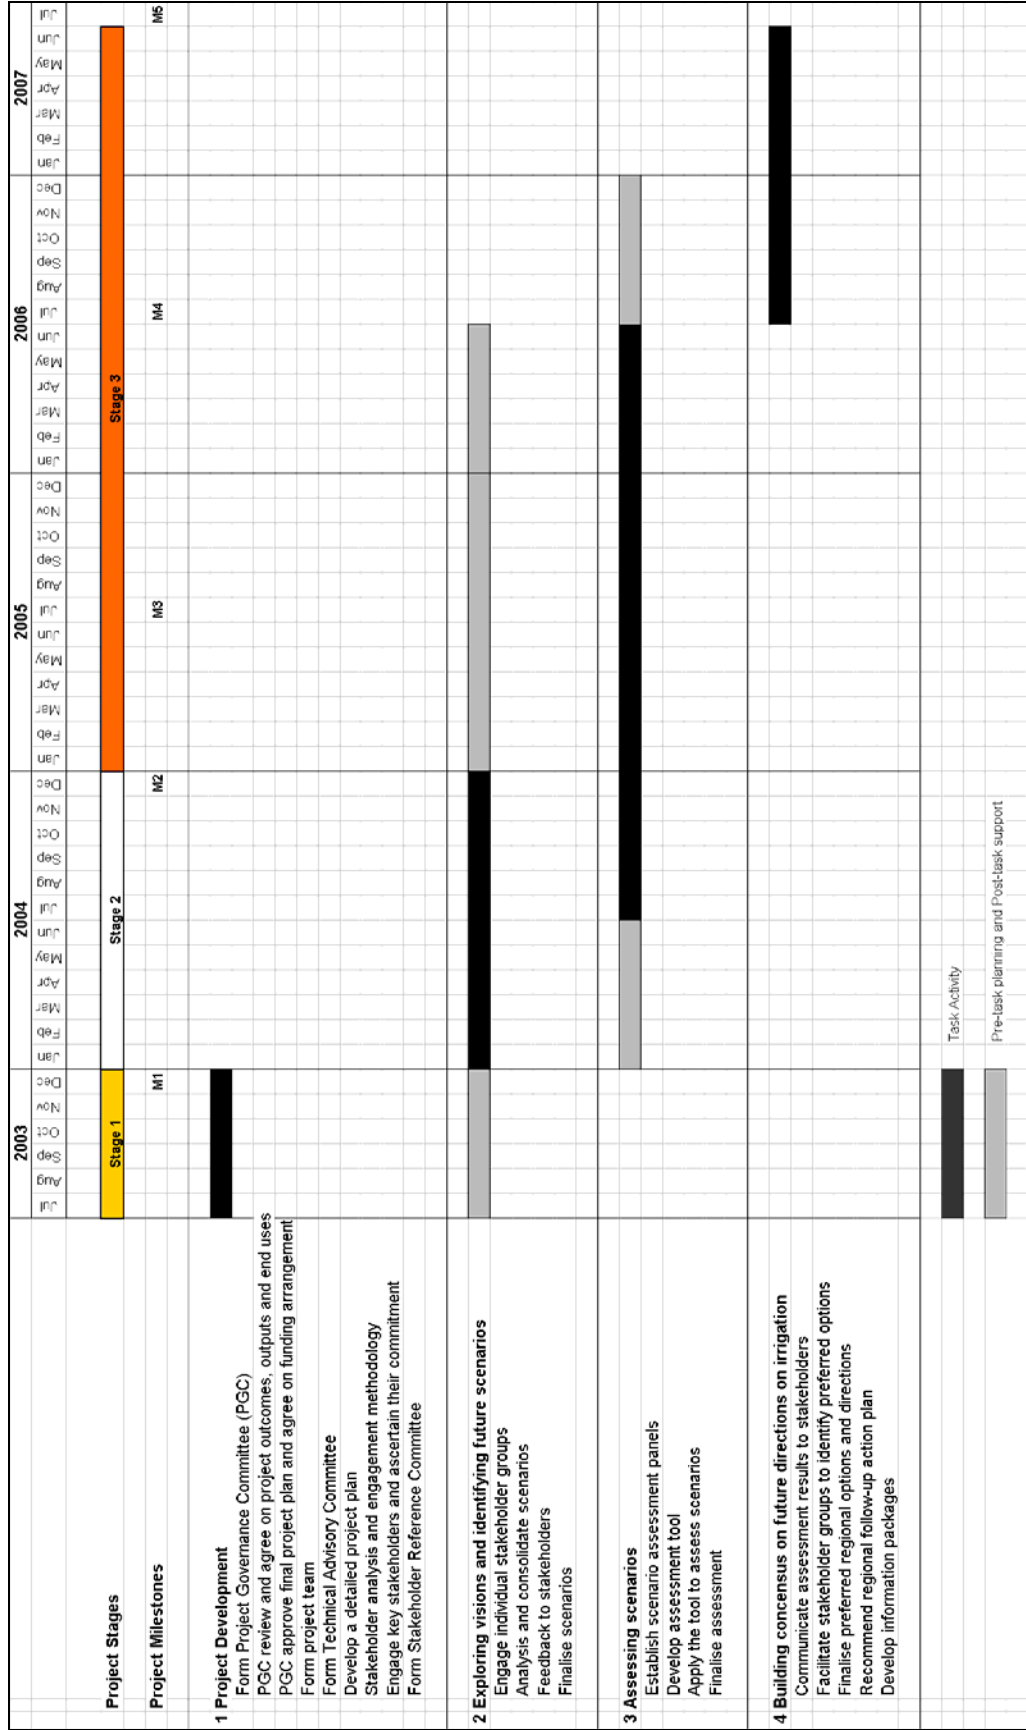 2003 2004 2005 2006 2007
Jul Aug Sep Oct Nov Dec Jan Feb Mar Apr May Jun Jul Aug Sep Oct Nov Dec Jan Feb Mar Apr May Jun Jul Aug Sep Oct Nov Dec Jan Feb Mar Apr May Jun Jul Aug Sep Oct Nov Dec Jan Feb Mar Apr May Jun Jul
Project Stages Stage 1 Stage 2 Stage 3
Project Milestones M1 M2 M3 M4 M5
1 Project Development
Form Project Governance Committee (PGC)
PGC review and agree on project outcomes, outputs and end uses
PGC approve final project plan and agree on funding arrangement
Form project team
Form Technical Advisory Committee
Develop a detailed project plan
Stakeholder analysis and engagement methodology
Engage key stakeholders and ascertain their commitment
Form Stakeholder Reference Committee
2 Exploring visions and identifying future scenarios
Engage individual stakeholder groups
Analysis and consolidate scenarios
Feedback to stakeholders
Finalise scenarios
3 Assessing scenarios
Establish scenario assessment panels
Develop assessment tool
Apply the tool to assess scenarios
Finalise assessment
4 Building consensus on future directions on irrigation
Communicate assessment results to stakeholders
Facilitate stakeholder groups to identify preferred options
Finalise preferred regional options and directions
Recommend regional follow-up action plan
Develop information packages
Task Activity
Pre-task planning and Post-task support